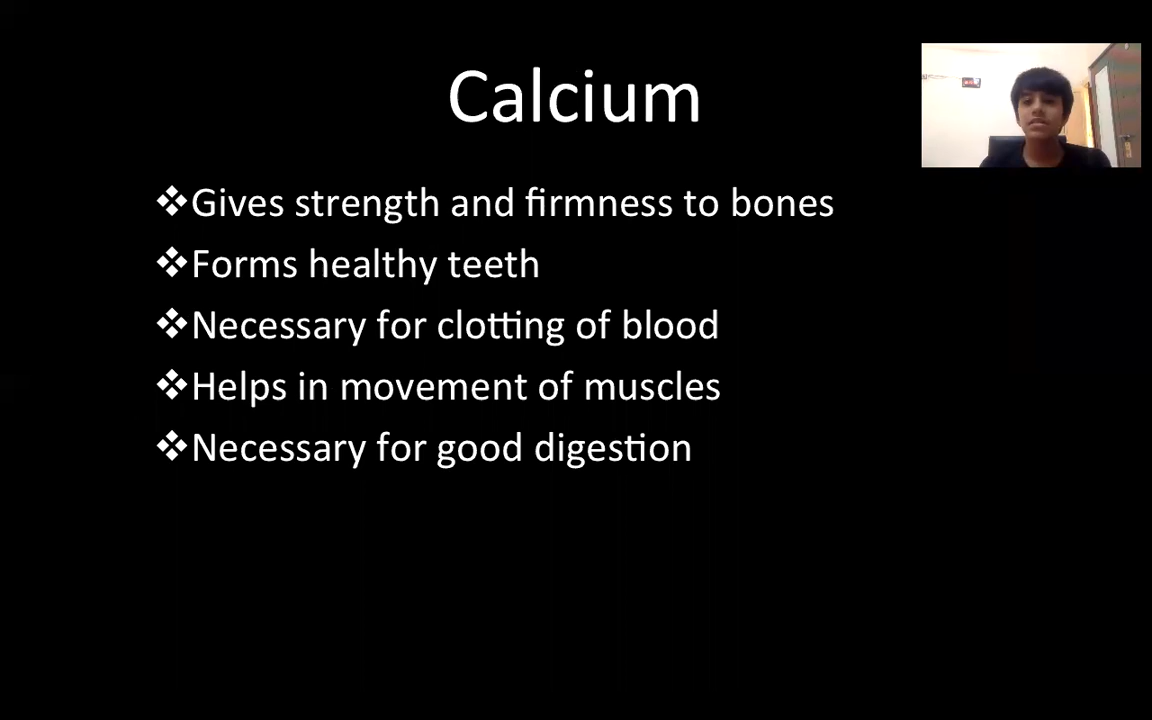 Calcium
❖Gives strength and firmness to bones
❖Forms healthy teeth
❖Necessary for clotting of blood
❖Helps in movement of muscles
❖Necessary for good digestion